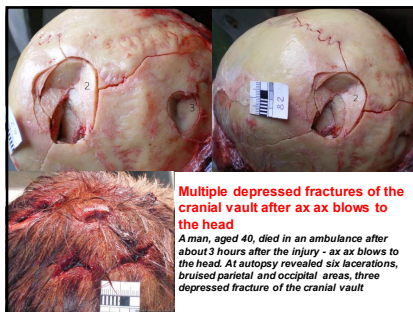 2
3
2
82
Multiple depressed fractures of the
cranial vault after ax ax blows to
the head
A man, aged 40, died in an ambulance after
about 3 hours after the injury - ax ax blows to
the head. At autopsy revealed six lacerations,
bruised parietal and occipital areas, three
depressed fracture of the cranial vault